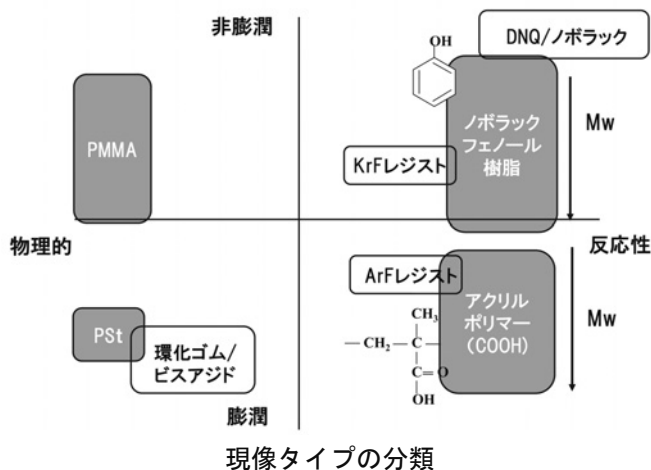 非膨潤
DNQ/ノボラック
OH
PMMA
ノボラック
フェノール
樹脂
Mw
KrFレジスト
物理的
反応性
ArFレジスト
PSt
環化ゴム/
ビスアジド
CH3
— CH2 — C —
C=O
OH
アクリル
ポリマー
(COOH)
Mw
膨潤
現像タイプの分類